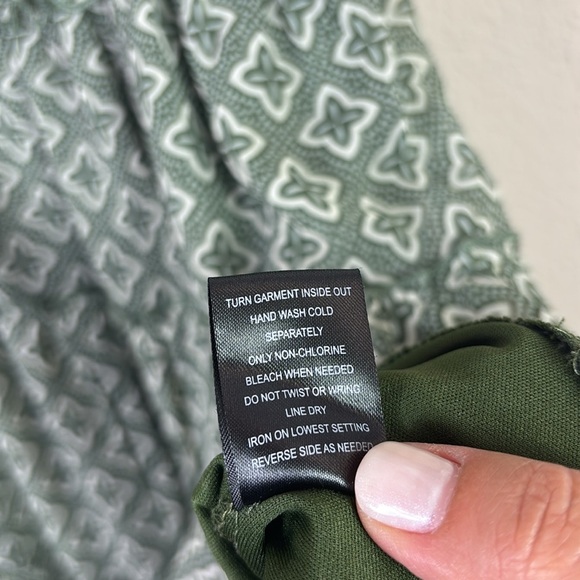 TURN GARMENT INSIDE OUT
HAND WASH COLD
SEPARATELY
ONLY NON-CHLORINE
BLEACH WHEN NEEDED
DO NOT TWIST OR WRING
LINE DRY
IRON ON LOWEST SETTING
REVERSE SIDE AS NEEDED